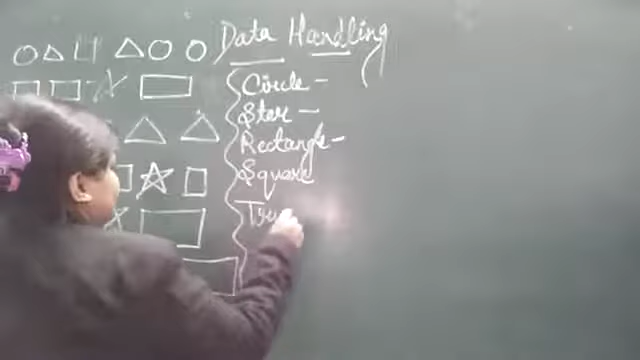 Data Handling
Circle -
Star -
Rectangle -
Square